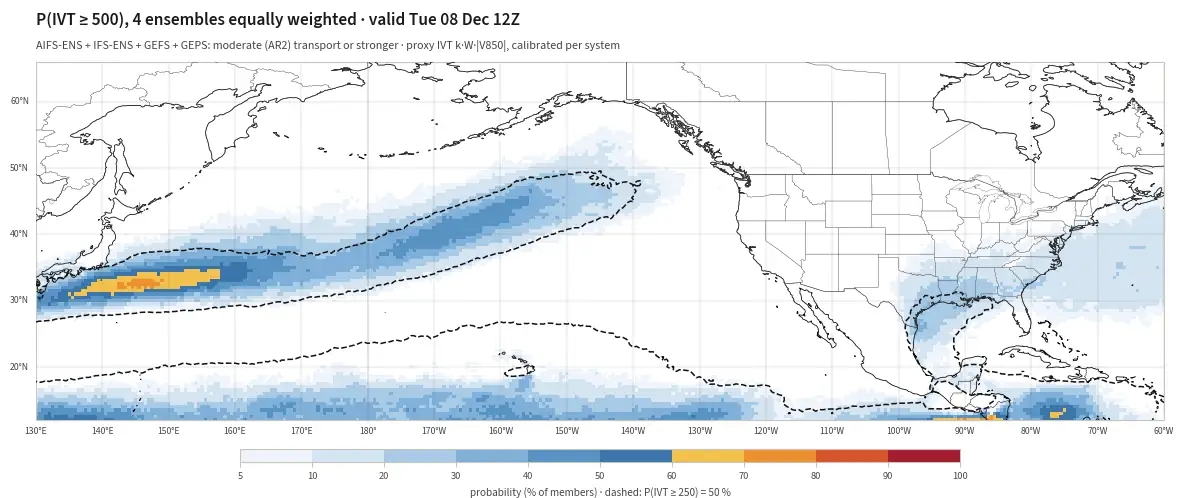 P(IVT ≥ 500), 4 ensembles equally weighted · valid Tue 08 Dec 12Z
AIFS-ENS + IFS-ENS + GEFS + GEPS: moderate (AR2) transport or stronger · proxy IVT k·W·|V850|, calibrated per system
60°N
50°N
40°N
30°N
20°N
130°E 140°E 150°E 160°E 170°E 180° 170°W 160°W 150°W 140°W 130°W 120°W 110°W 100°W 90°W 80°W 70°W 60°W
5 10 20 30 40 50 60 70 80 90 100
probability (% of members) · dashed: P(IVT ≥ 250) = 50 %